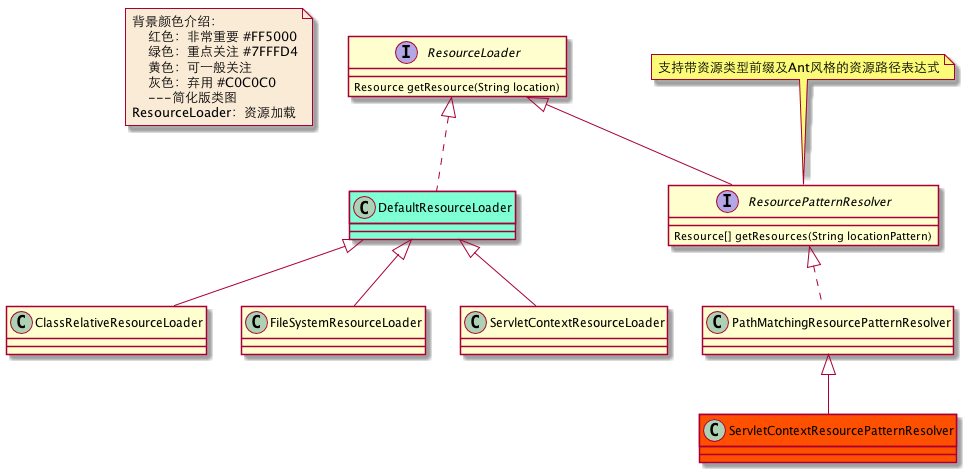 背景颜色介绍：
红色：非常重要 #FF5000
绿色：重点关注 #7FFFD4
黄色：可一般关注
灰色：弃用 #C0C0C0
---简化版类图
ResourceLoader：资源加载
I ResourceLoader
Resource getResource(String location)
支持带资源类型前缀及Ant风格的资源路径表达式
C DefaultResourceLoader
I ResourcePatternResolver
Resource[] getResources(String locationPattern)
C ClassRelativeResourceLoader
C FileSystemResourceLoader
C ServletContextResourceLoader
C PathMatchingResourcePatternResolver
C ServletContextResourcePatternResolver